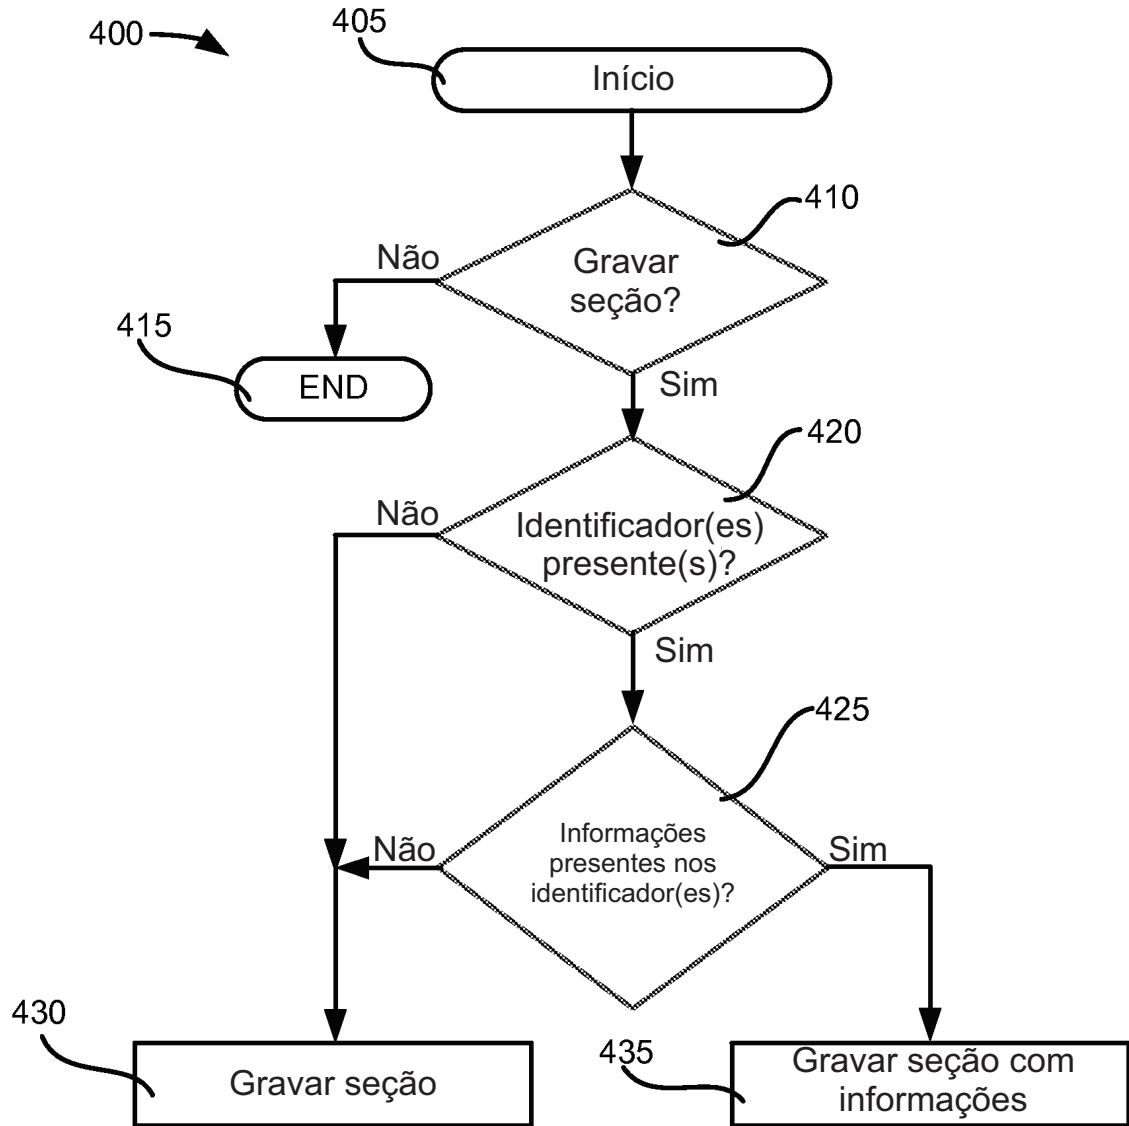 400
405
Início
410
Gravar
seção?
Não
415
END
Sim
420
Não
Identificador(es)
presente(s)?
Sim
425
Informações
presentes nos
identificador(es)?
Não
Sim
430
Gravar seção
435
Gravar seção com
informações